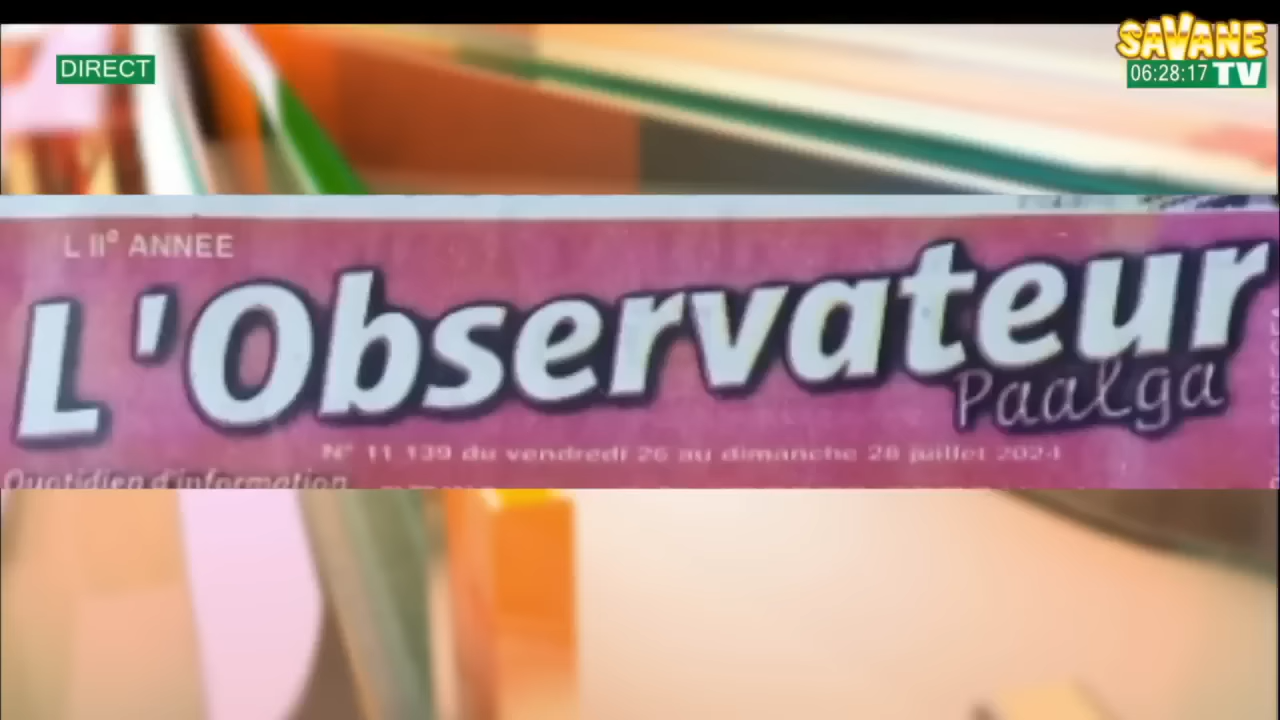 SAVANE
DIRECT
06:28:17 TV
L II° ANNEE
L'Observateur
Paalga
N° 11 139 du vendredi 26 au dimanche 28 juillet 2024
Quotidien d'information